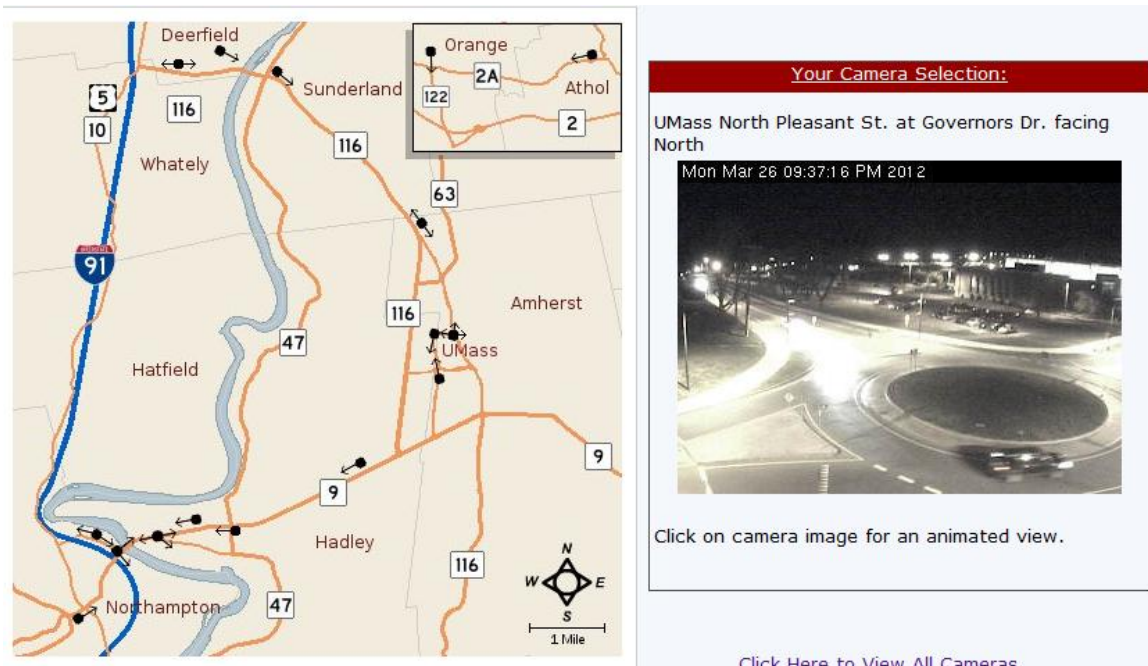 Deerfield
Orange
2A
Athol
122
2
Sunderland
5
10
116
116
Whately
63
91
116
Amherst
47
UMass
Hatfield
9
9
Hadley
116
N
W E
S
1 Mile
Northampton
47
Your Camera Selection:
UMass North Pleasant St. at Governors Dr. facing
North
Mon Mar 26 09:37:16 PM 2012
Click on camera image for an animated view.
Click Here to View All Cameras